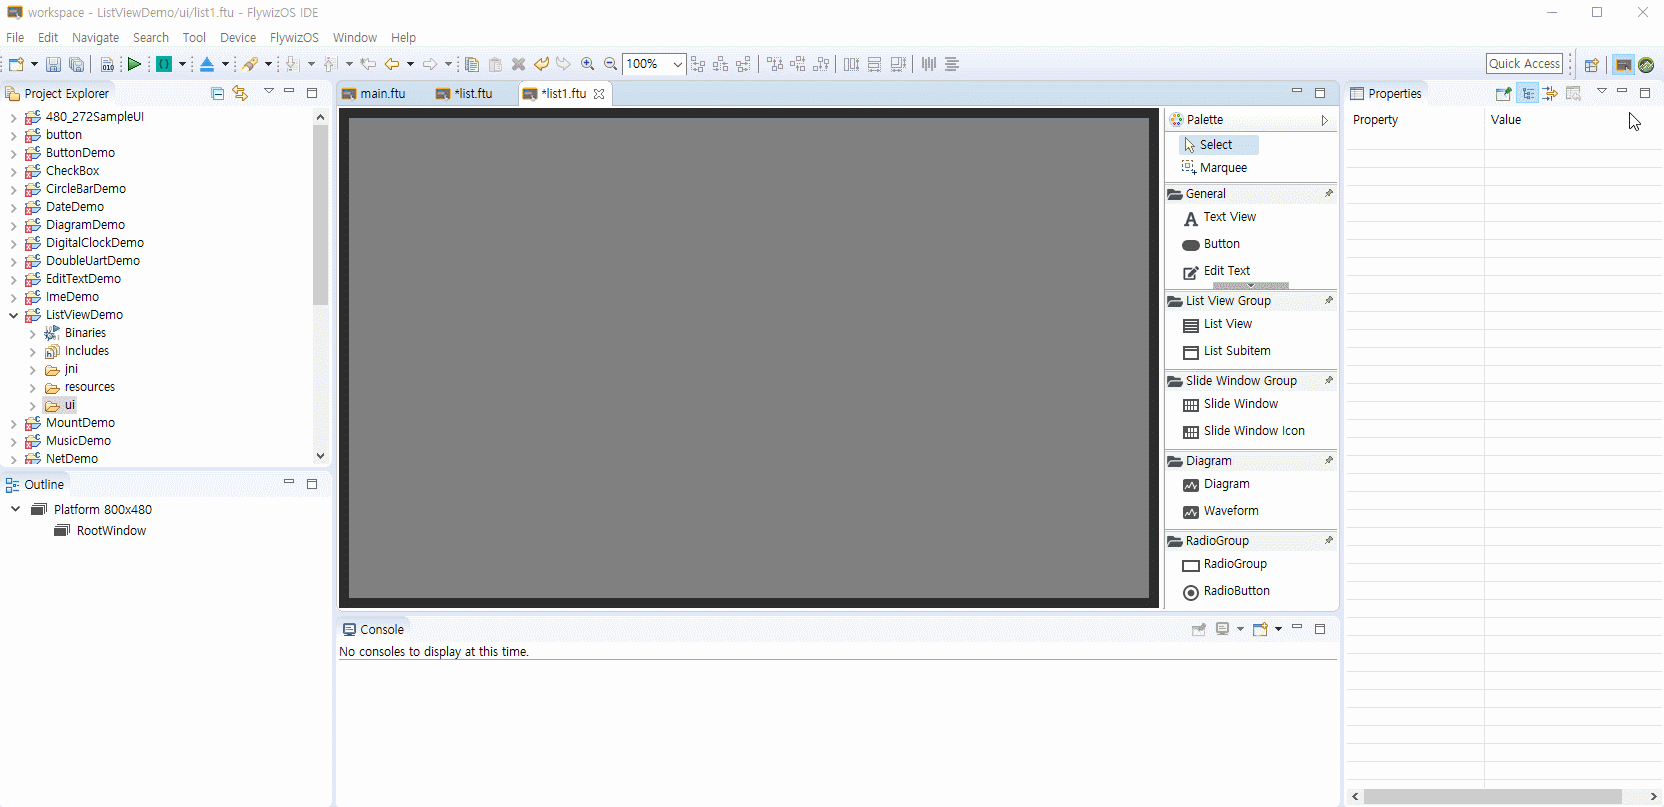 workspace - ListViewDemo/ui/list1.ftu - FlywizOS IDE
File Edit Navigate Search Tool Device FlywizOS Window Help
010
100%
Quick Access
Project Explorer
480_272SampleUI
button
ButtonDemo
CheckBox
CircleBarDemo
DateDemo
DiagramDemo
DigitalClockDemo
DoubleUartDemo
EditTextDemo
ImeDemo
ListViewDemo
Binaries
Includes
jni
resources
ui
MountDemo
MusicDemo
NetDemo
Outline
Platform 800x480
RootWindow
main.ftu
*list.ftu
*list1.ftu
Palette
Select
Marquee
General
Text View
Button
Edit Text
List View Group
List View
List Subitem
Slide Window Group
Slide Window
Slide Window Icon
Diagram
Diagram
Waveform
RadioGroup
RadioGroup
RadioButton
Console
No consoles to display at this time.
Properties
Property Value